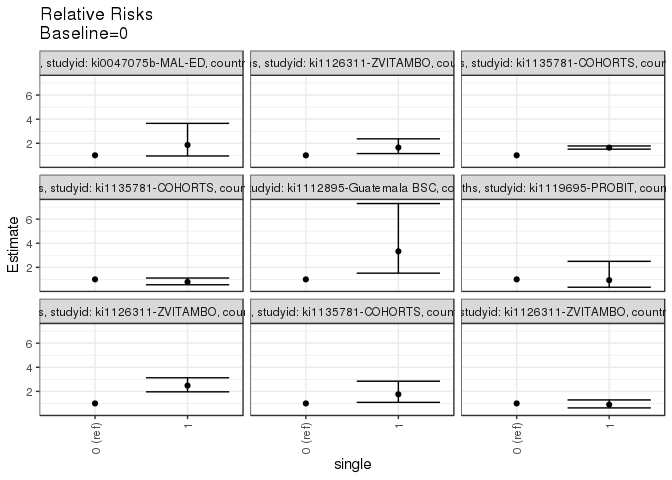 Relative Risks
Baseline=0
, studyid: ki0047075b-MAL-ED, countr
s, studyid: ki1126311-ZVITAMBO, cou
, studyid: ki1135781-COHORTS, coun
6
4
2
s, studyid: ki1135781-COHORTS, coun
udyid: ki1112895-Guatemala BSC, co
ths, studyid: ki1119695-PROBIT, coun
6
4
2
Estimate
s, studyid: ki1126311-ZVITAMBO, coun
, studyid: ki1135781-COHORTS, coun
studyid: ki1126311-ZVITAMBO, countr
6
4
2
0 (ref)
1
0 (ref)
1
0 (ref)
1
single